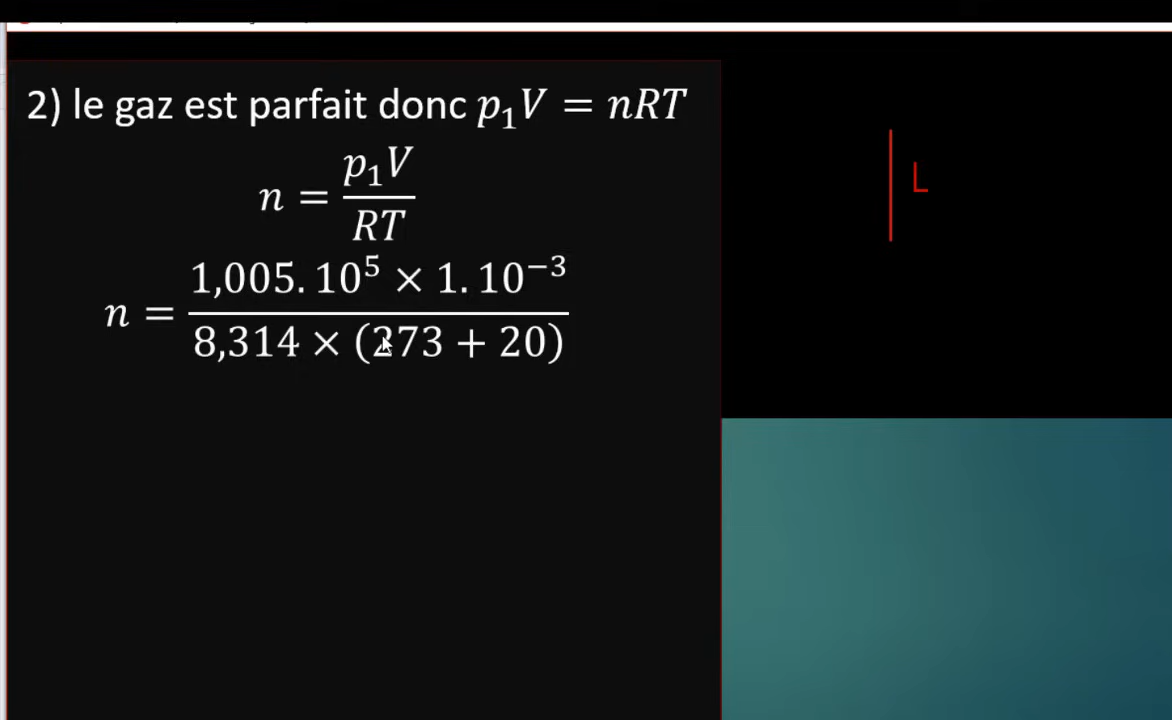 2) le gaz est parfait donc p₁V = nRT
n = p₁V / RT
n = 1,005. 10⁵ × 1. 10⁻³ / 8,314 × (273 + 20)
L